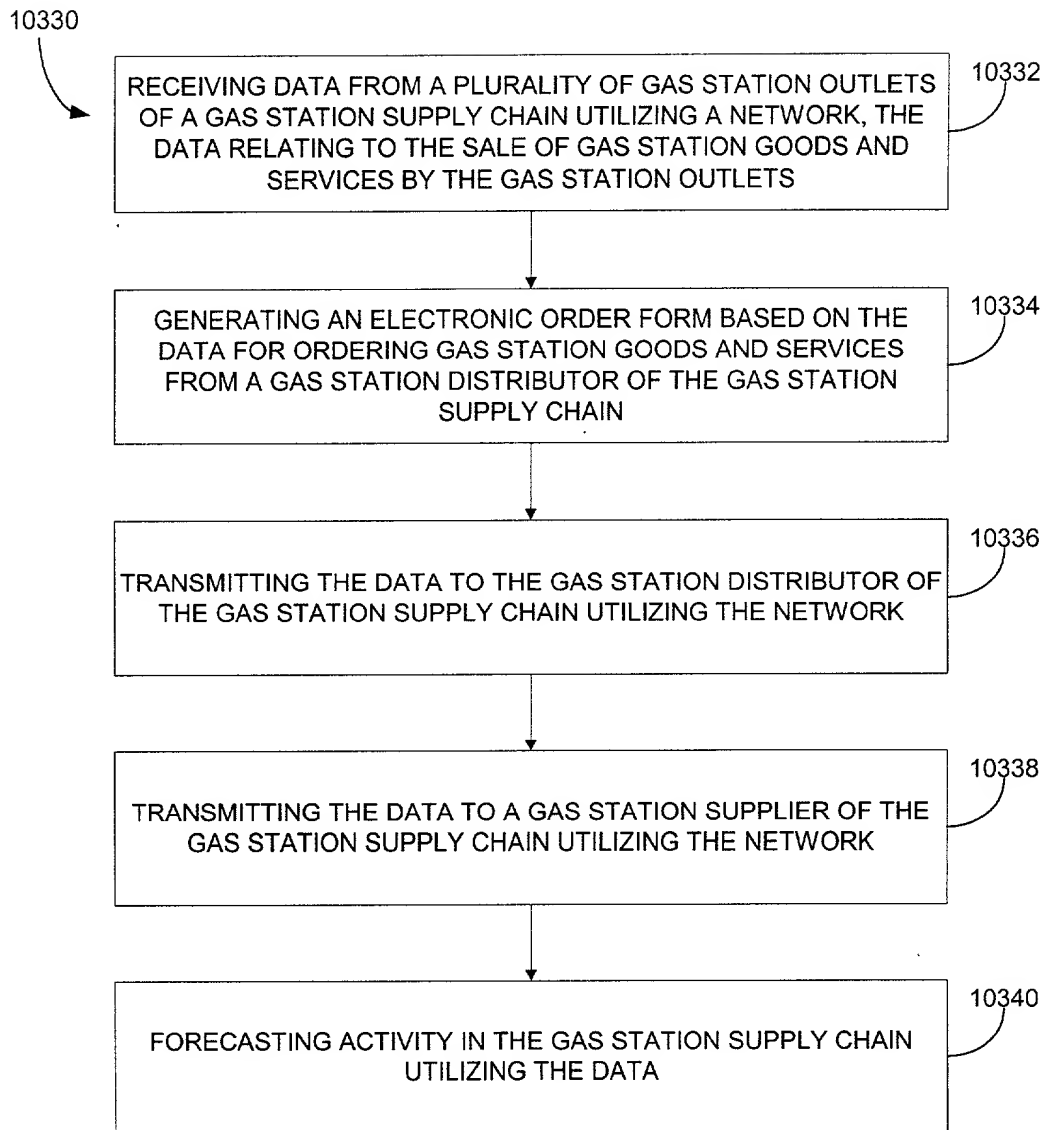 10330
RECEIVING DATA FROM A PLURALITY OF GAS STATION OUTLETS
OF A GAS STATION SUPPLY CHAIN UTILIZING A NETWORK, THE
DATA RELATING TO THE SALE OF GAS STATION GOODS AND
SERVICES BY THE GAS STATION OUTLETS
10332
GENERATING AN ELECTRONIC ORDER FORM BASED ON THE
DATA FOR ORDERING GAS STATION GOODS AND SERVICES
FROM A GAS STATION DISTRIBUTOR OF THE GAS STATION
SUPPLY CHAIN
10334
TRANSMITTING THE DATA TO THE GAS STATION DISTRIBUTOR OF
THE GAS STATION SUPPLY CHAIN UTILIZING THE NETWORK
10336
TRANSMITTING THE DATA TO A GAS STATION SUPPLIER OF THE
GAS STATION SUPPLY CHAIN UTILIZING THE NETWORK
10338
FORECASTING ACTIVITY IN THE GAS STATION SUPPLY CHAIN
UTILIZING THE DATA
10340